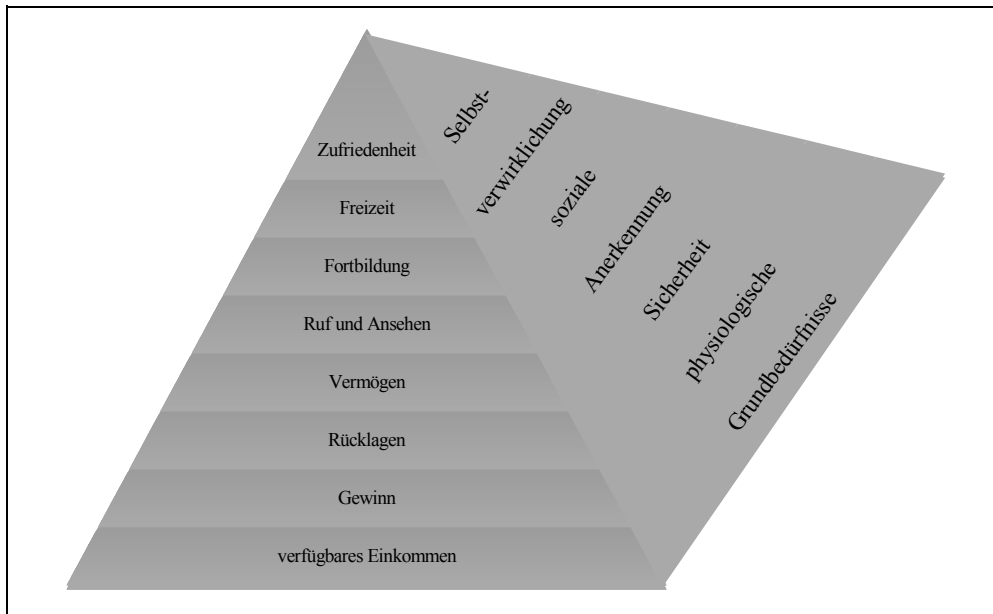 Zufriedenheit
Freizeit
Fortbildung
Ruf und Ansehen
Vermögen
Rücklagen
Gewinn
verfügbares Einkommen
Selbst-
verwirklichung
soziale
Anerkennung
Sicherheit
physiologische
Grundbedürfnisse